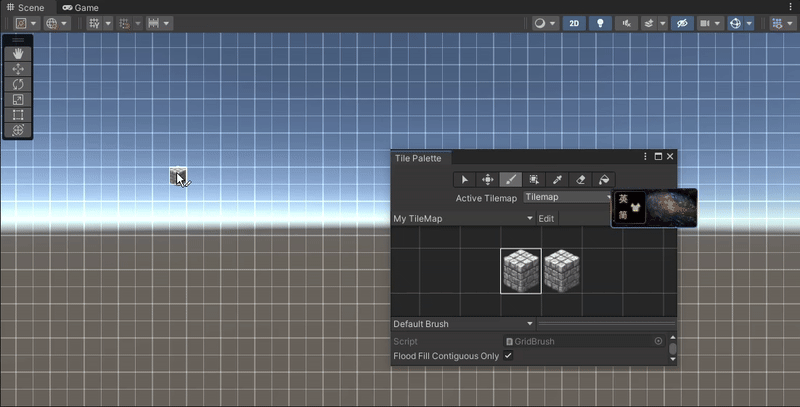 Scene
Game
2D
Tile Palette
Active Tilemap
Tilemap
英
简
My TileMap
Edit
Default Brush
Script
GridBrush
Flood Fill Contiguous Only